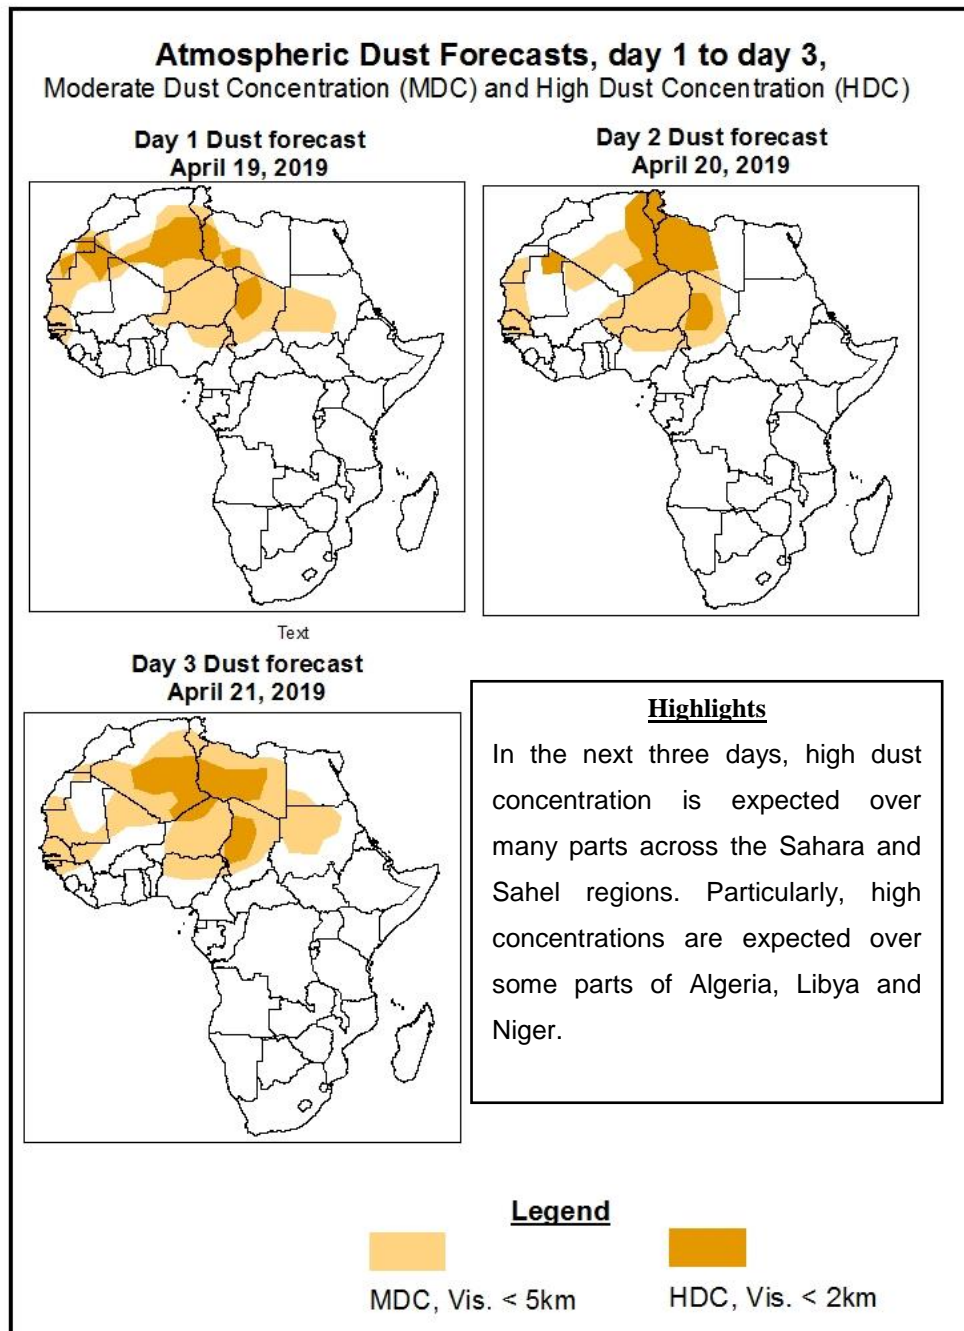 Atmospheric Dust Forecasts, day 1 to day 3,
Moderate Dust Concentration (MDC) and High Dust Concentration (HDC)
Day 1 Dust forecast
April 19, 2019
Day 2 Dust forecast
April 20, 2019
Text
Day 3 Dust forecast
April 21, 2019
Highlights
In the next three days, high dust
concentration is expected over
many parts across the Sahara and
Sahel regions. Particularly, high
concentrations are expected over
some parts of Algeria, Libya and
Niger.
Legend
MDC, Vis. < 5km
HDC, Vis. < 2km